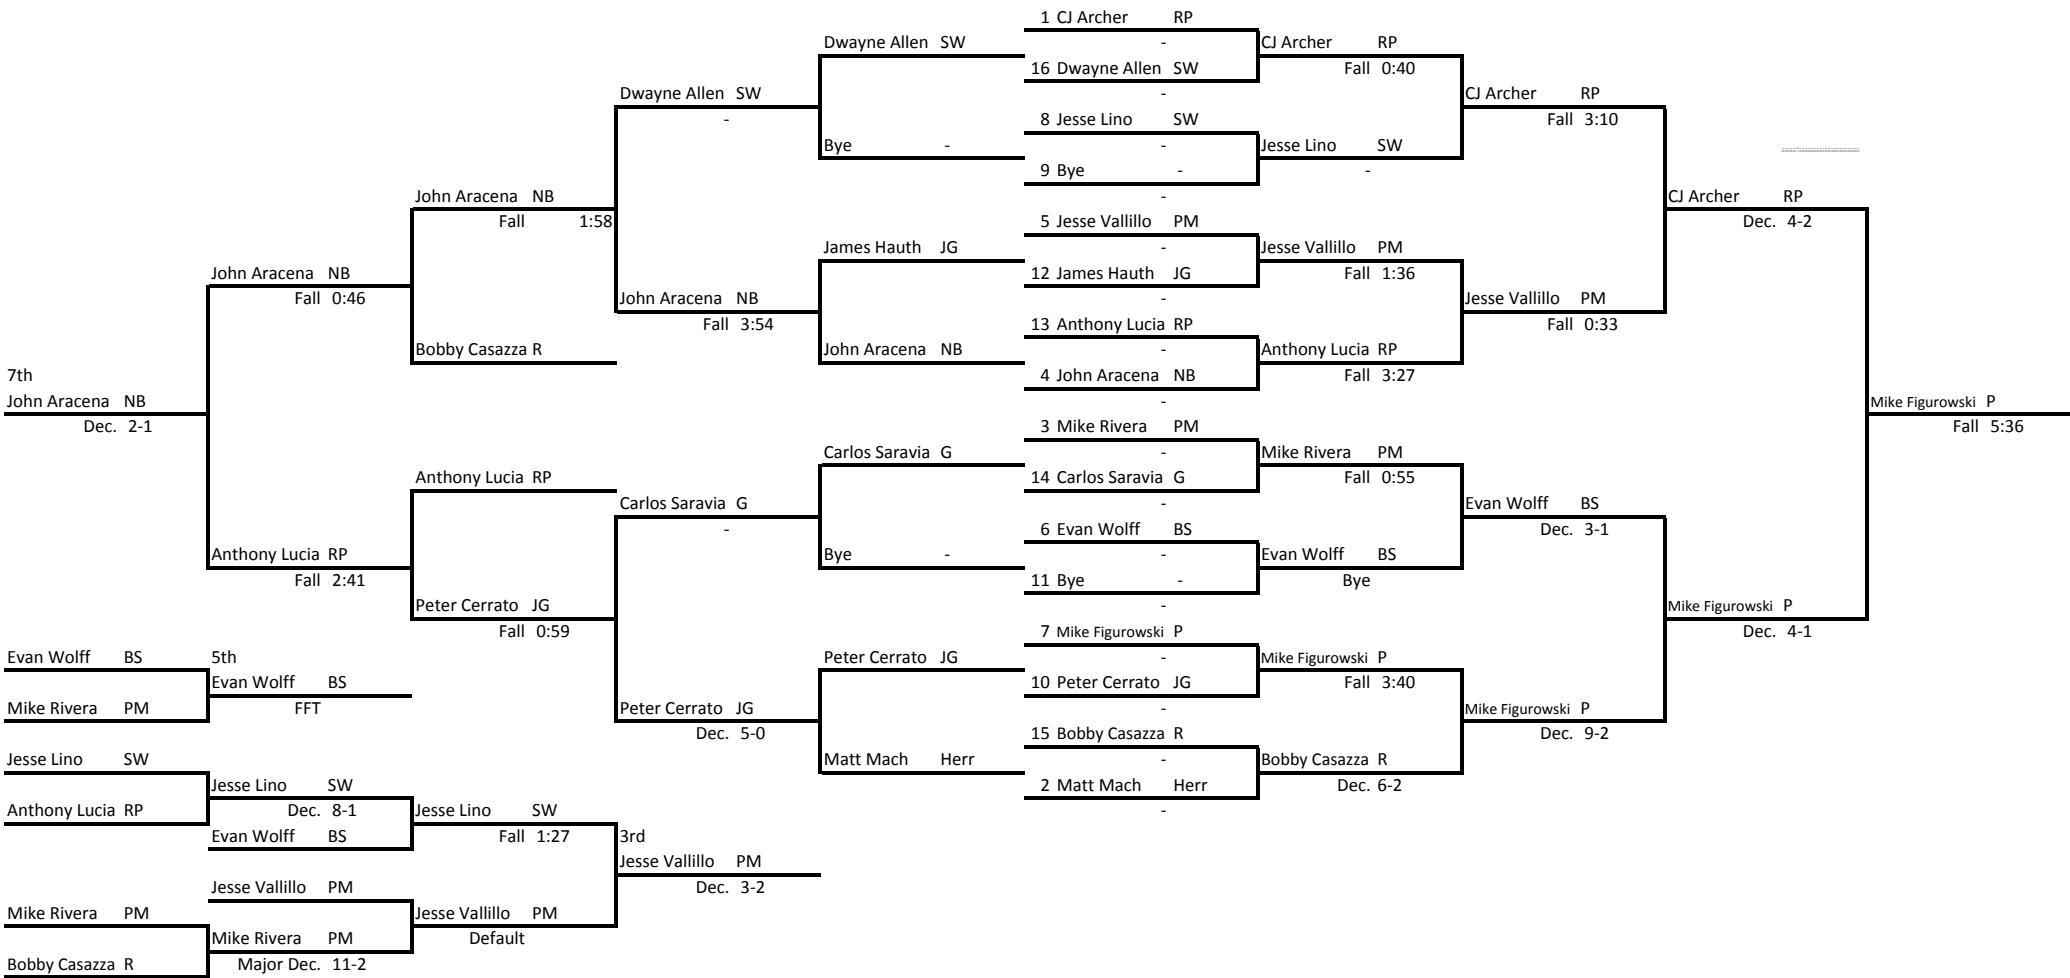 1 CJ Archer RP
Dwayne Allen SW - CJ Archer RP
16 Dwayne Allen SW Fall 0:40
Dwayne Allen SW - CJ Archer RP
- 8 Jesse Lino SW Fall 3:10
Bye - - Jesse Lino SW
9 Bye - -
John Aracena NB - CJ Archer RP
Fall 1:58 5 Jesse Vallillo PM Dec. 4-2
James Hauth JG - Jesse Vallillo PM
John Aracena NB 12 James Hauth JG Fall 1:36
Fall 0:46 John Aracena NB - Jesse Vallillo PM
Fall 3:54 13 Anthony Lucia RP Fall 0:33
Bobby Casazza R John Aracena NB - Anthony Lucia RP
7th 4 John Aracena NB Fall 3:27
John Aracena NB - Mike Figurowski P
Dec. 2-1 3 Mike Rivera PM Fall 5:36
Carlos Saravia G - Mike Rivera PM
Anthony Lucia RP 14 Carlos Saravia G Fall 0:55
Carlos Saravia G - Evan Wolff BS
- 6 Evan Wolff BS Dec. 3-1
Anthony Lucia RP Bye - - Evan Wolff BS
Fall 2:41 11 Bye - Bye
Peter Cerrato JG - Mike Figurowski P
Fall 0:59 7 Mike Figurowski P Dec. 4-1
Evan Wolff BS 5th Peter Cerrato JG - Mike Figurowski P
Evan Wolff BS 10 Peter Cerrato JG Fall 3:40
Mike Rivera PM FFT Peter Cerrato JG - Mike Figurowski P
Dec. 5-0 15 Bobby Casazza R Dec. 9-2
Jesse Lino SW Matt Mach Herr - Bobby Casazza R
Jesse Lino SW 2 Matt Mach Herr Dec. 6-2
Anthony Lucia RP Dec. 8-1 Jesse Lino SW -
Evan Wolff BS Fall 1:27 3rd
Jesse Vallillo PM
Jesse Vallillo PM Dec. 3-2
Mike Rivera PM Jesse Vallillo PM
Mike Rivera PM Default
Bobby Casazza R Major Dec. 11-2